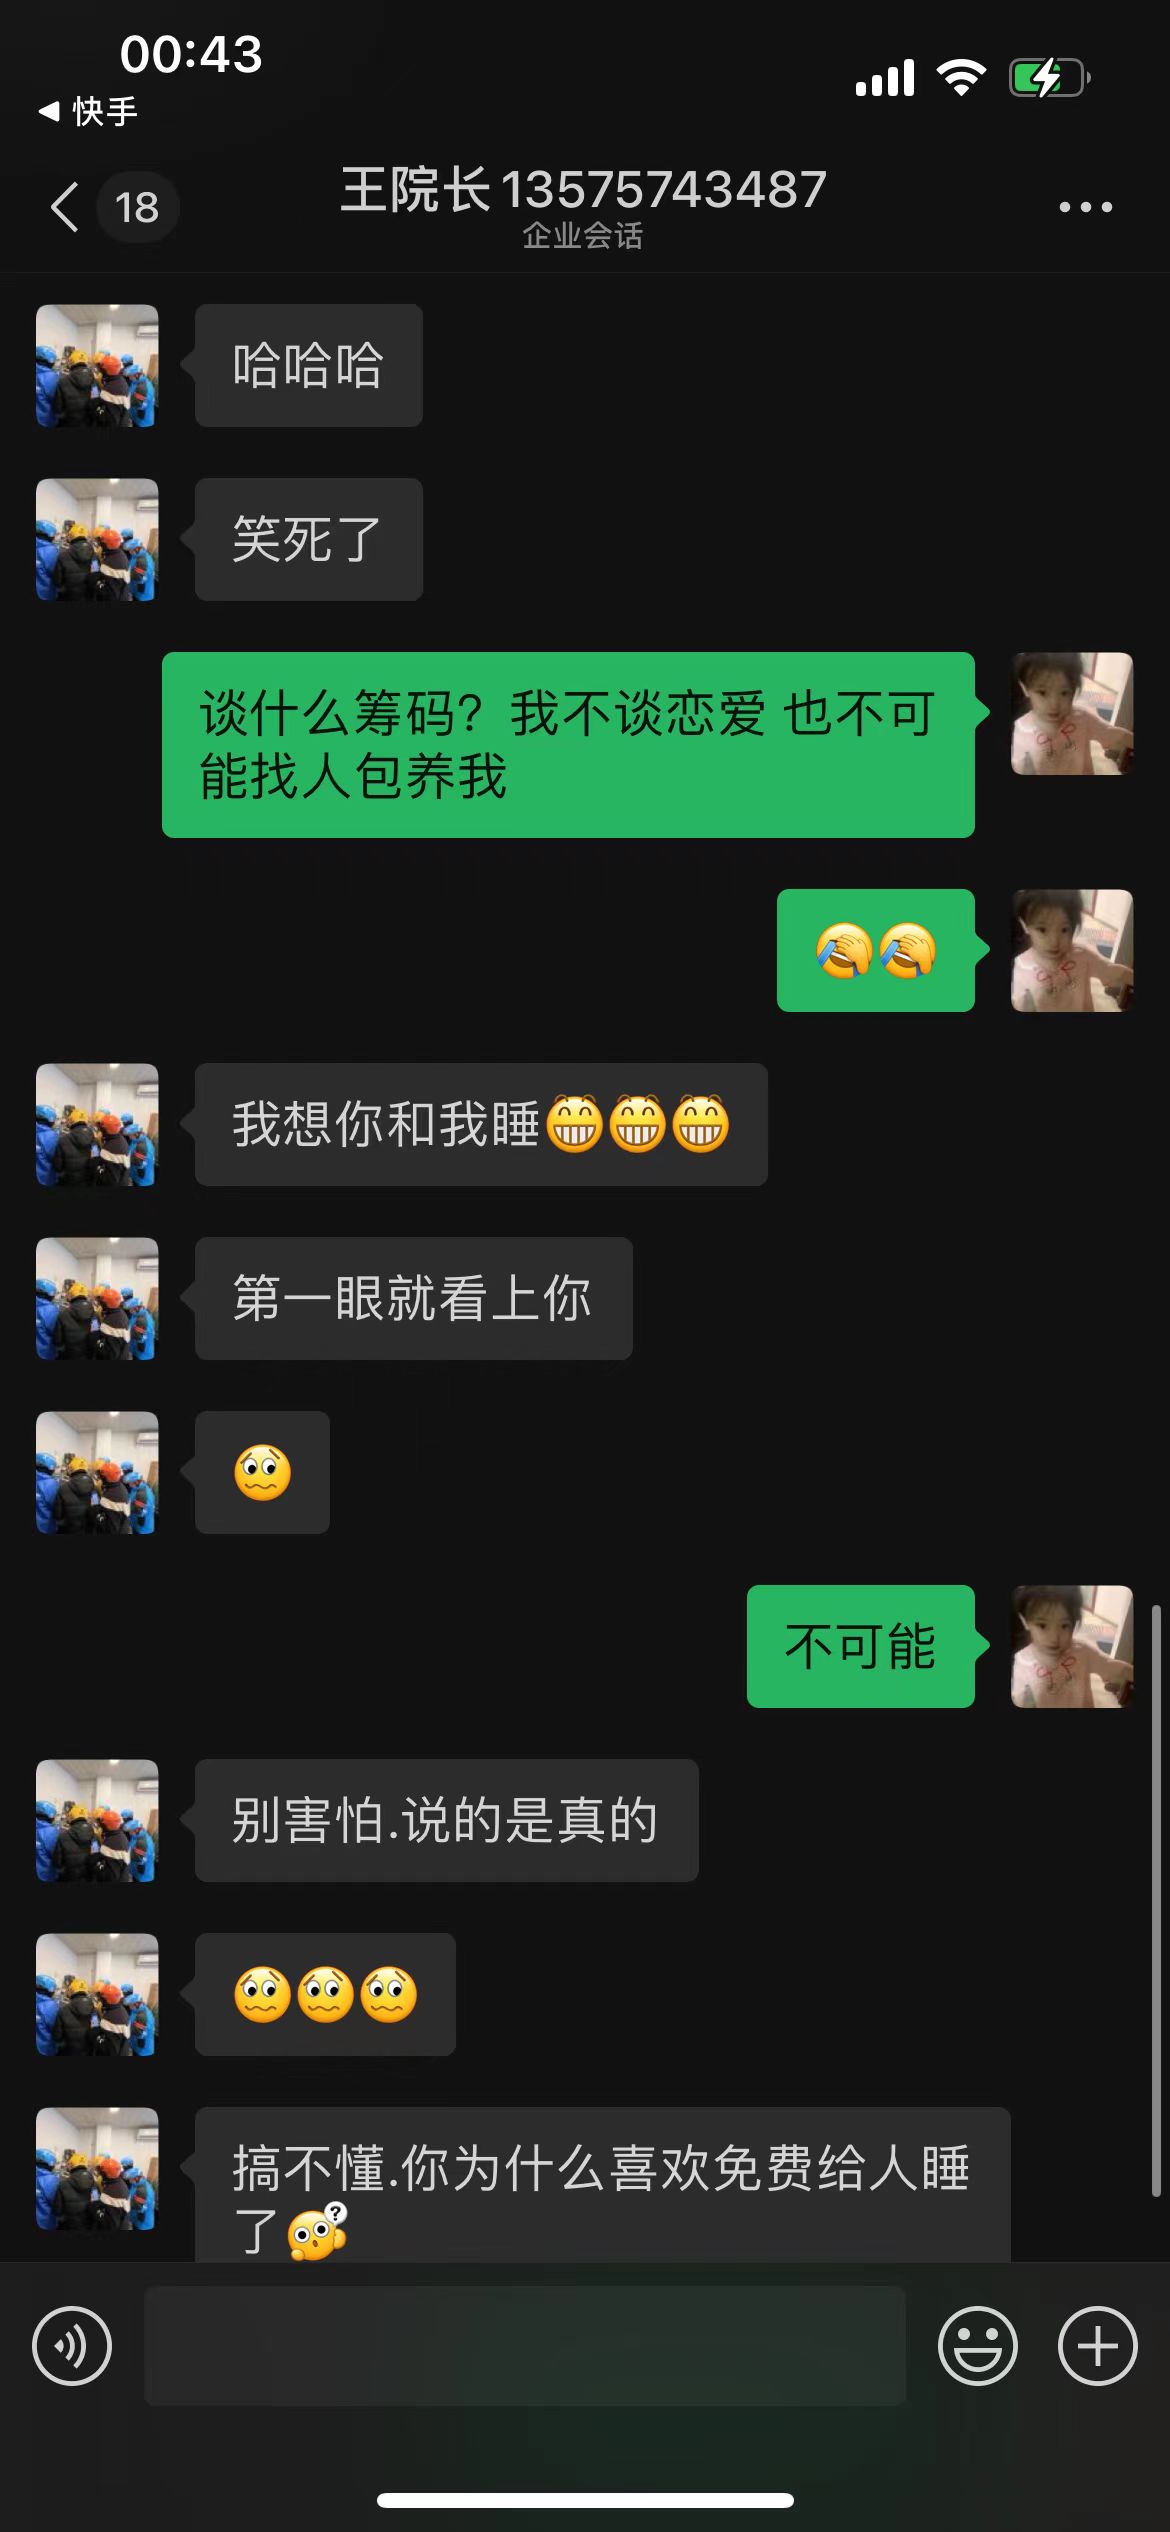 00:43
快手
18
王院长13575743487
企业会话
哈哈哈
笑死了
谈什么筹码？我不谈恋爱 也不可
能找人包养我
我想你和我睡😁😁😁
第一眼就看上你
不可能
别害怕.说的是真的
搞不懂.你为什么喜欢免费给人睡
了